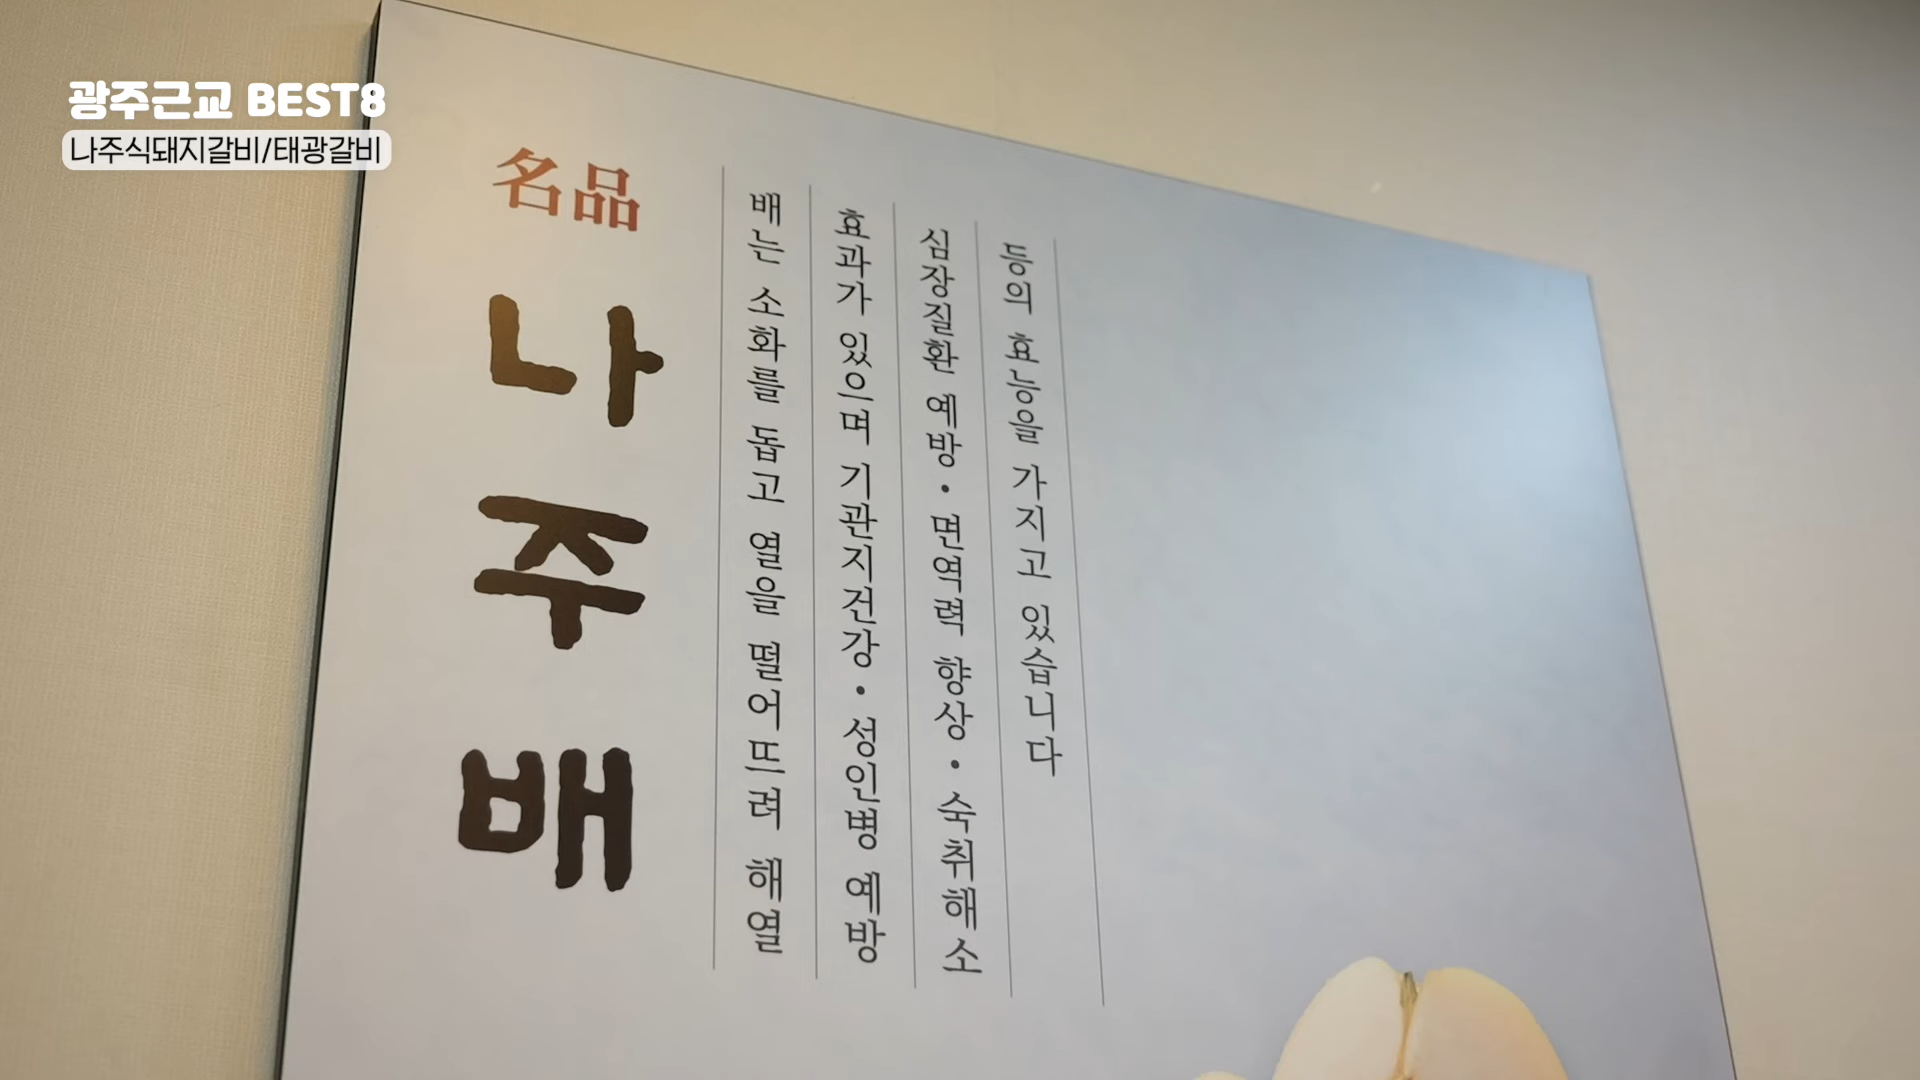 광주근교 BEST8
나주식돼지갈비/태광갈비
名品
나주배
배는 소화를 돕고 열을 떨어뜨려 해열
효과가 있으며 기관지건강·성인병 예방
심장질환 예방·면역력 향상·숙취해소
등의 효능을 가지고 있습니다